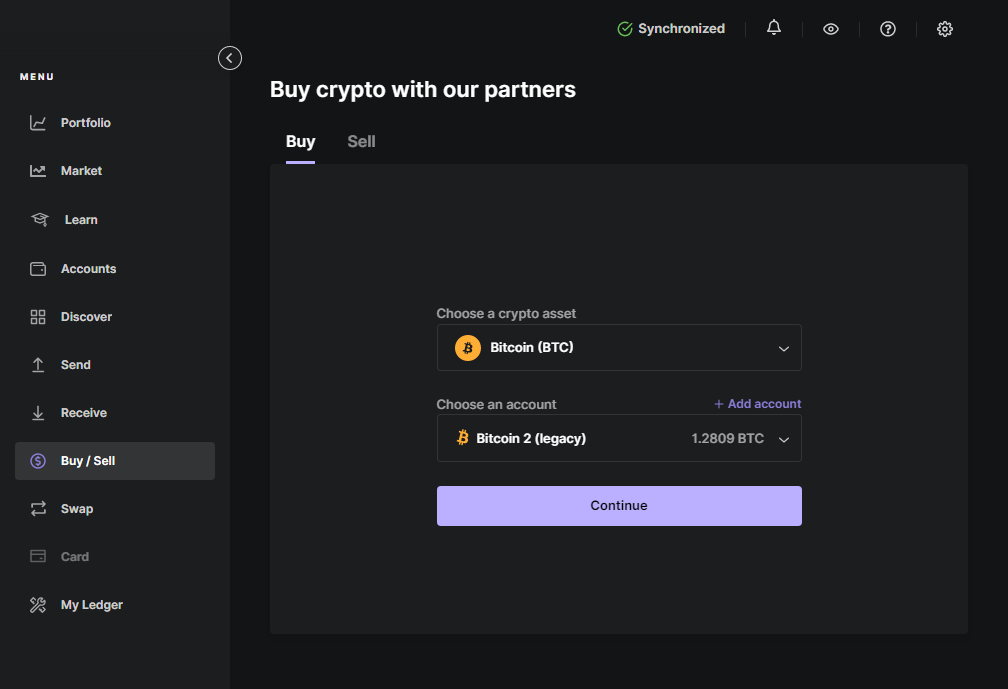 Synchronized
MENU
Portfolio
Market
Learn
Accounts
Discover
Send
Receive
Buy / Sell
Swap
Card
My Ledger
Buy crypto with our partners
Buy Sell
Choose a crypto asset
Bitcoin (BTC)
Choose an account + Add account
Bitcoin 2 (legacy) 1.2809 BTC
Continue